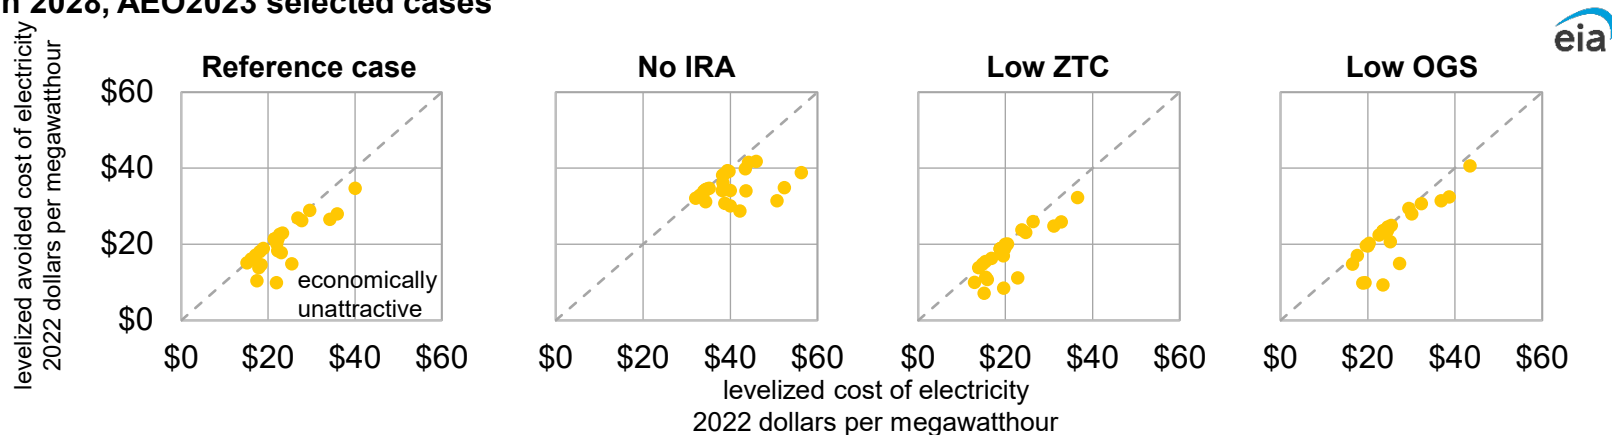 2028, AEO2023 selected cases
eia
levelized avoided cost of electricity
2022 dollars per megawatthour
Reference case
No IRA
Low ZTC
Low OGS
$60
$40
$20
$0
economically
unattractive
$0 $20 $40 $60
$0 $20 $40 $60
$0 $20 $40 $60
$0 $20 $40 $60
levelized cost of electricity
2022 dollars per megawatthour